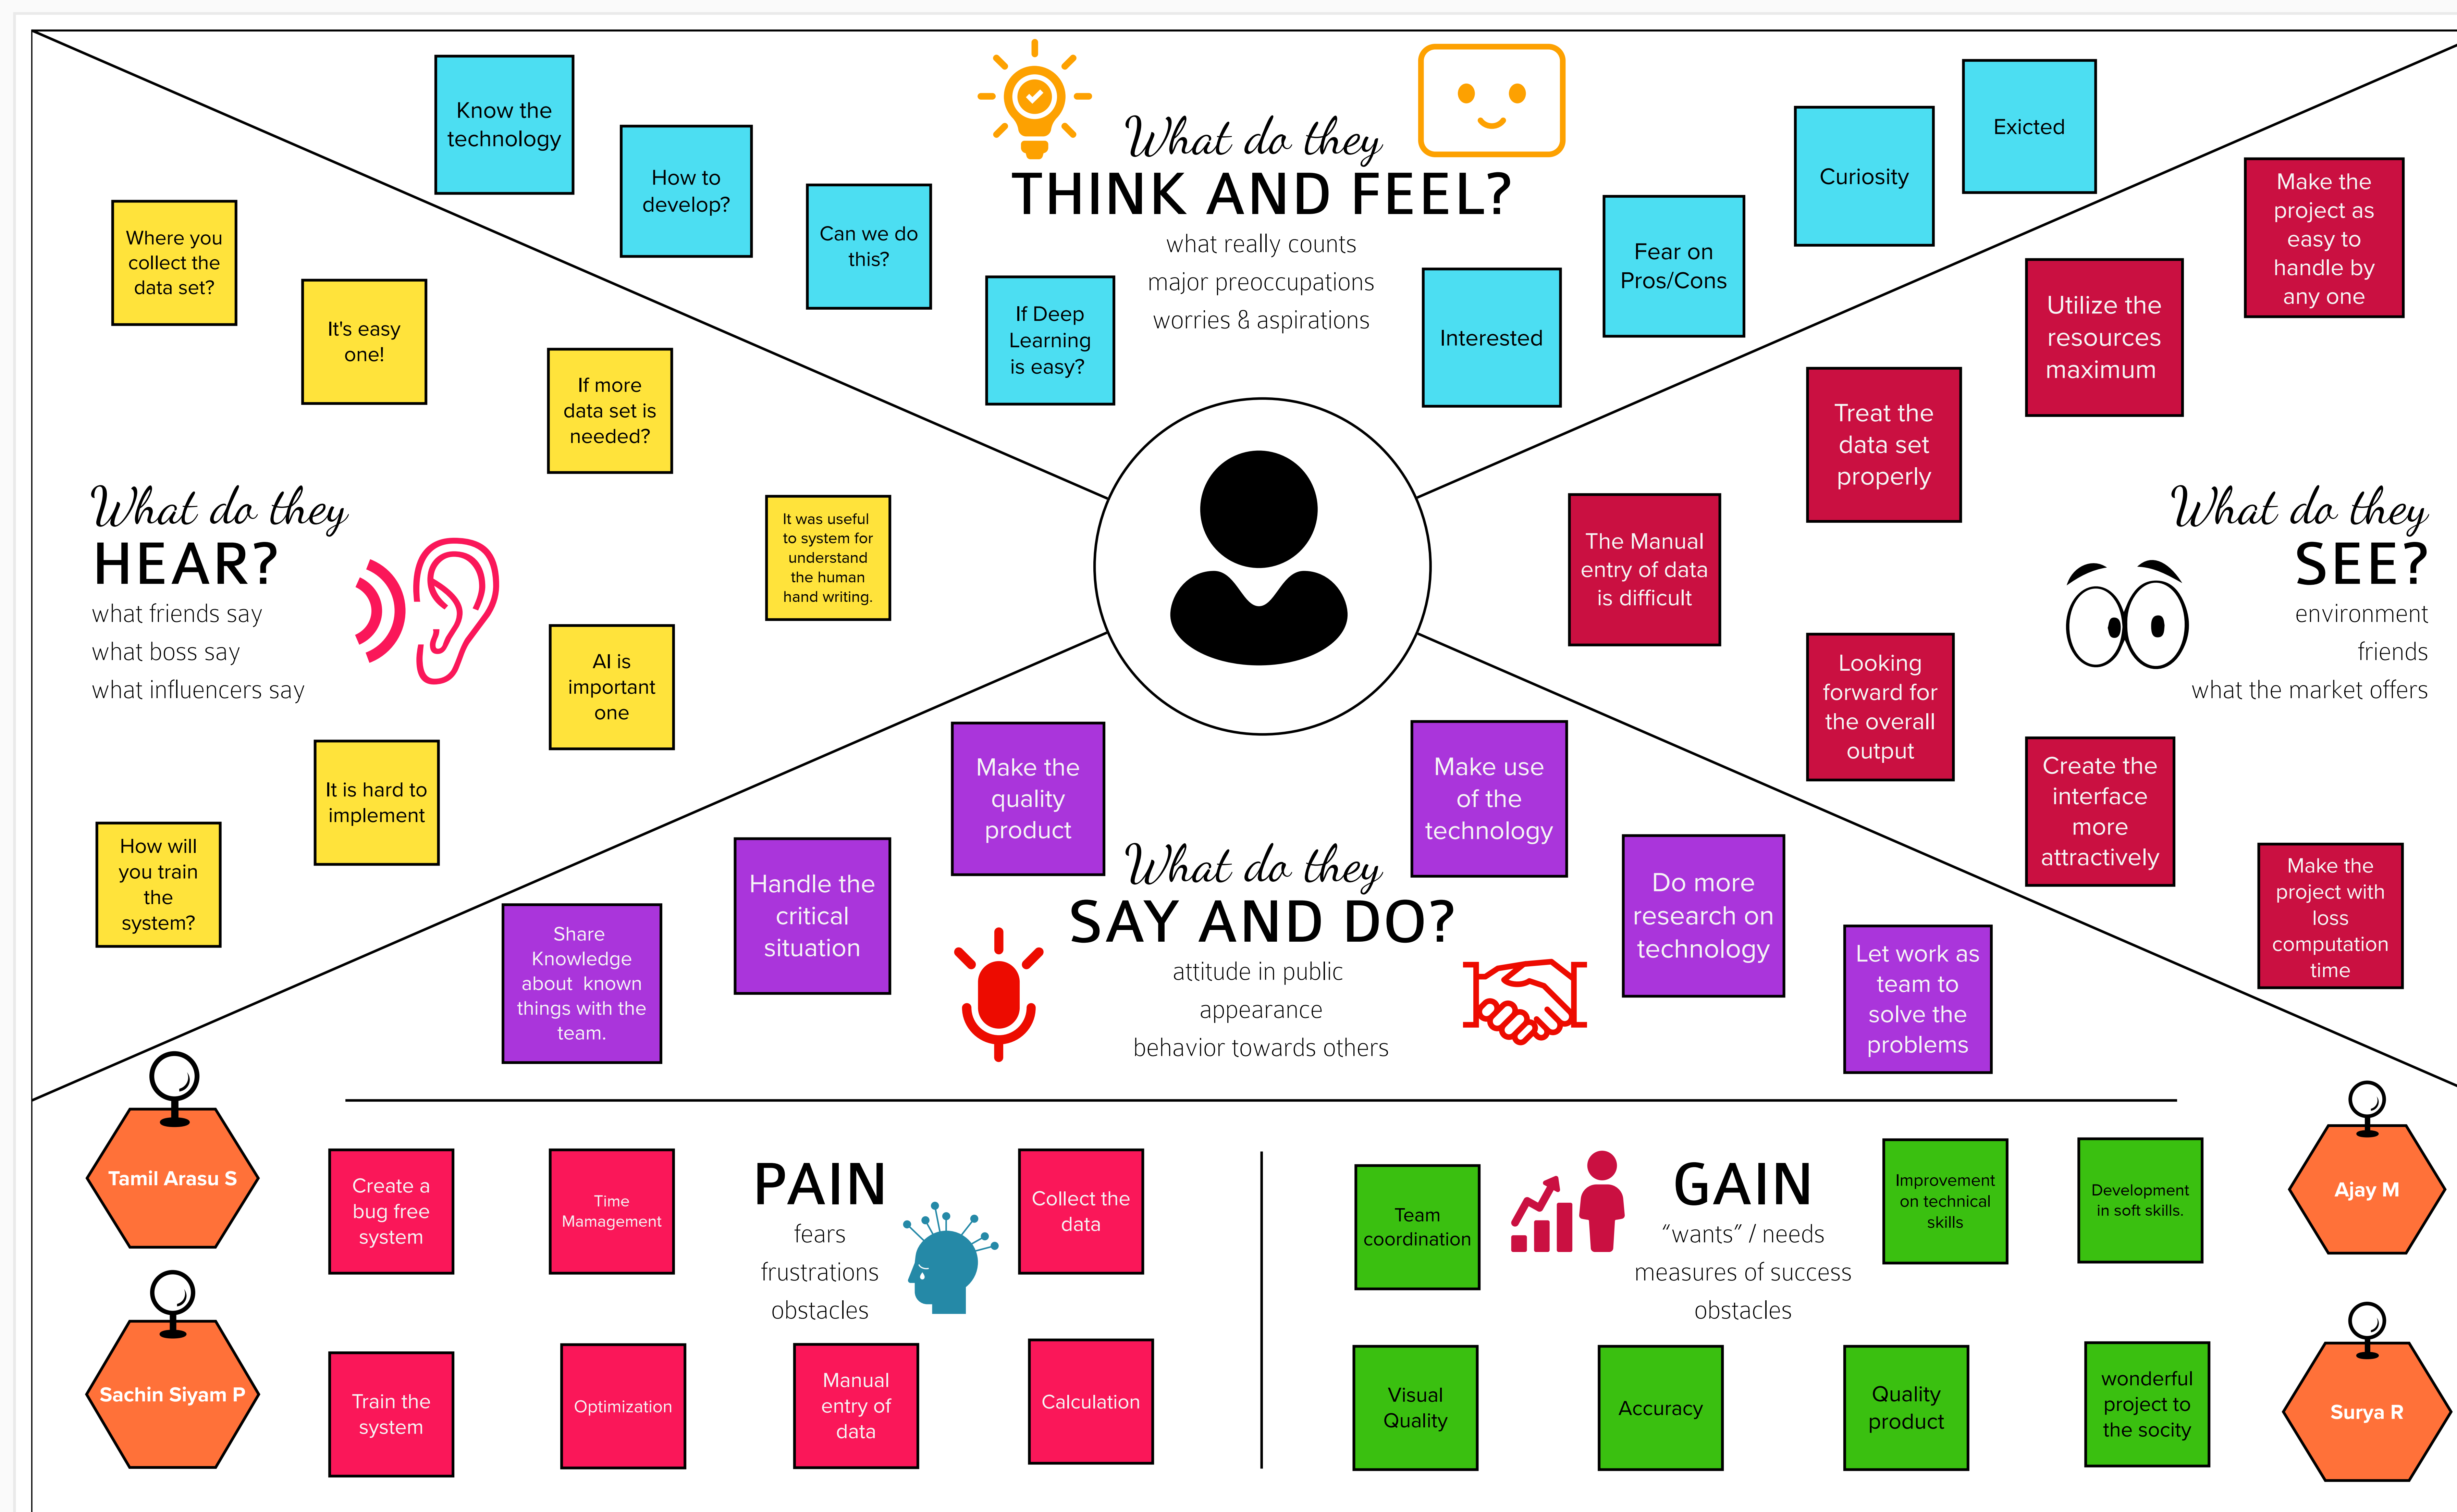 What do they
THINK AND FEEL?
what really counts
major preoccupations
worries & aspirations
Know the
technology
How to
develop?
Can we do
this?
If Deep
Learning
is easy?
Interested
Fear on
Pros/Cons
Curiosity
Exicted
What do they
HEAR?
what friends say
what boss say
what influencers say
Where you
collect the
data set?
It's easy
one!
If more
data set is
needed?
It was useful
to system for
understand
the human
hand writing.
AI is
important
one
It is hard to
implement
How will
you train
the
system?
What do they
SEE?
environment
friends
what the market offers
Make the
project as
easy to
handle by
any one
Utilize the
resources
maximum
Treat the
data set
properly
The Manual
entry of data
is difficult
Looking
forward for
the overall
output
Create the
interface
more
attractively
Make the
project with
loss
computation
time
What do they
SAY AND DO?
attitude in public
appearance
behavior towards others
Share
Knowledge
about known
things with the
team.
Handle the
critical
situation
Make the
quality
product
Make use
of the
technology
Do more
research on
technology
Let work as
team to
solve the
problems
Tamil Arasu S
Sachin Siyam P
PAIN
fears
frustrations
obstacles
Create a
bug free
system
Time
Mamagement
Collect the
data
Train the
system
Optimization
Manual
entry of
data
Calculation
GAIN
“wants” / needs
measures of success
obstacles
Team
coordination
Improvement
on technical
skills
Development
in soft skills.
Visual
Quality
Accuracy
Quality
product
wonderful
project to
the socity
Ajay M
Surya R